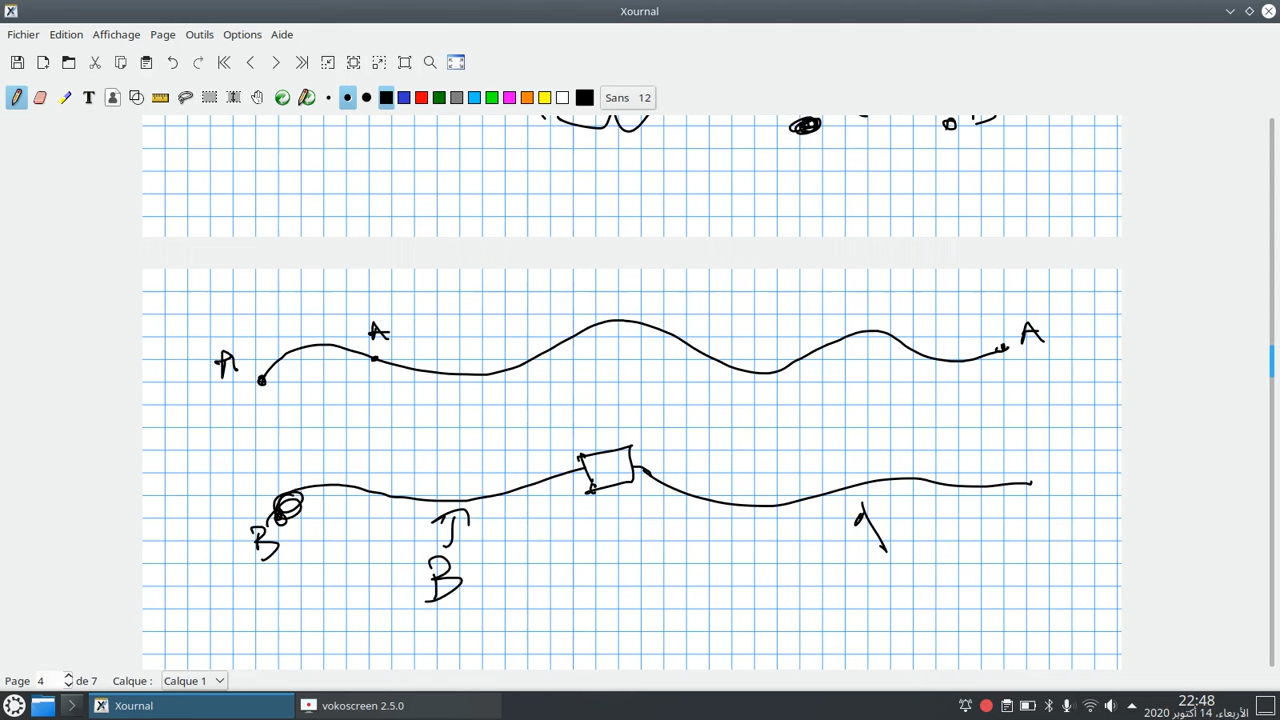 Xournal
Fichier Edition Affichage Page Outils Options Aide
T Sans 12
A
A
A
B
B
Page 4 de 7 Calque : Calque 1
Xournal vokoscreen 2.5.0 22:48
الأربعاء، 14 أكتوبر 2020